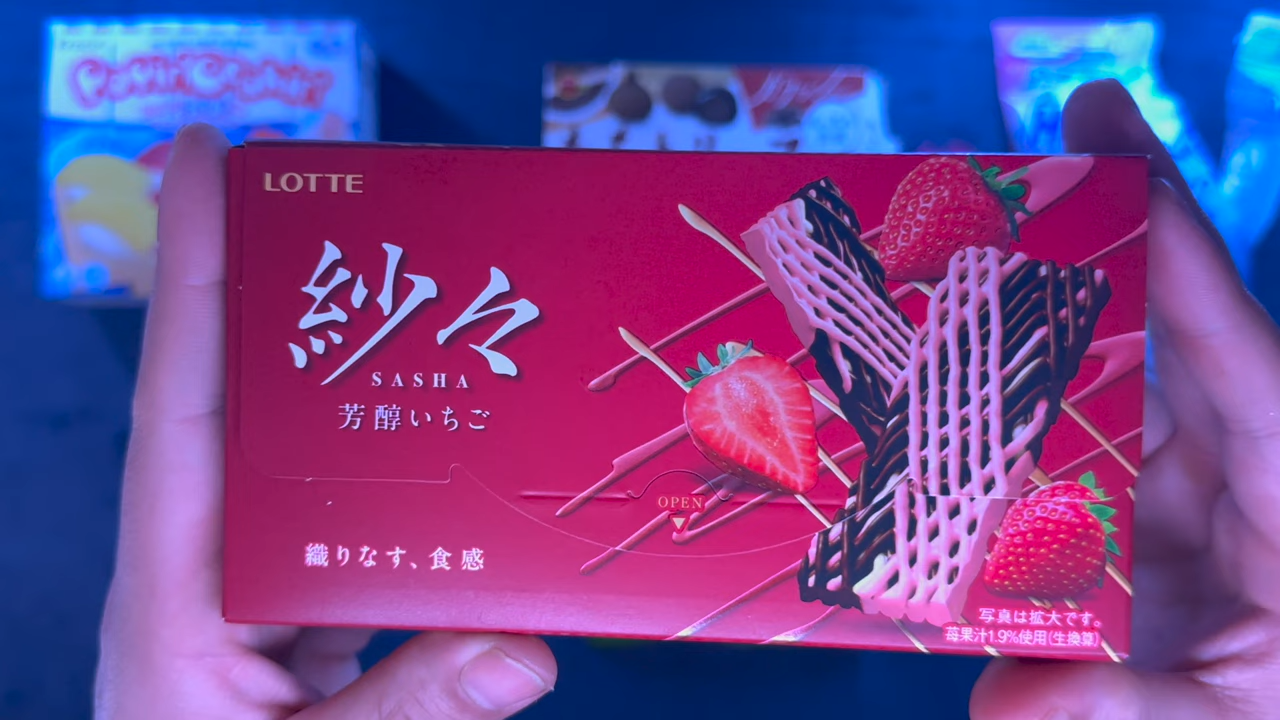 LOTTE
紗々
SASHA
芳醇いちご
OPEN
織りなす、食感
写真は拡大です。
苺果汁1.9%使用(生換算)